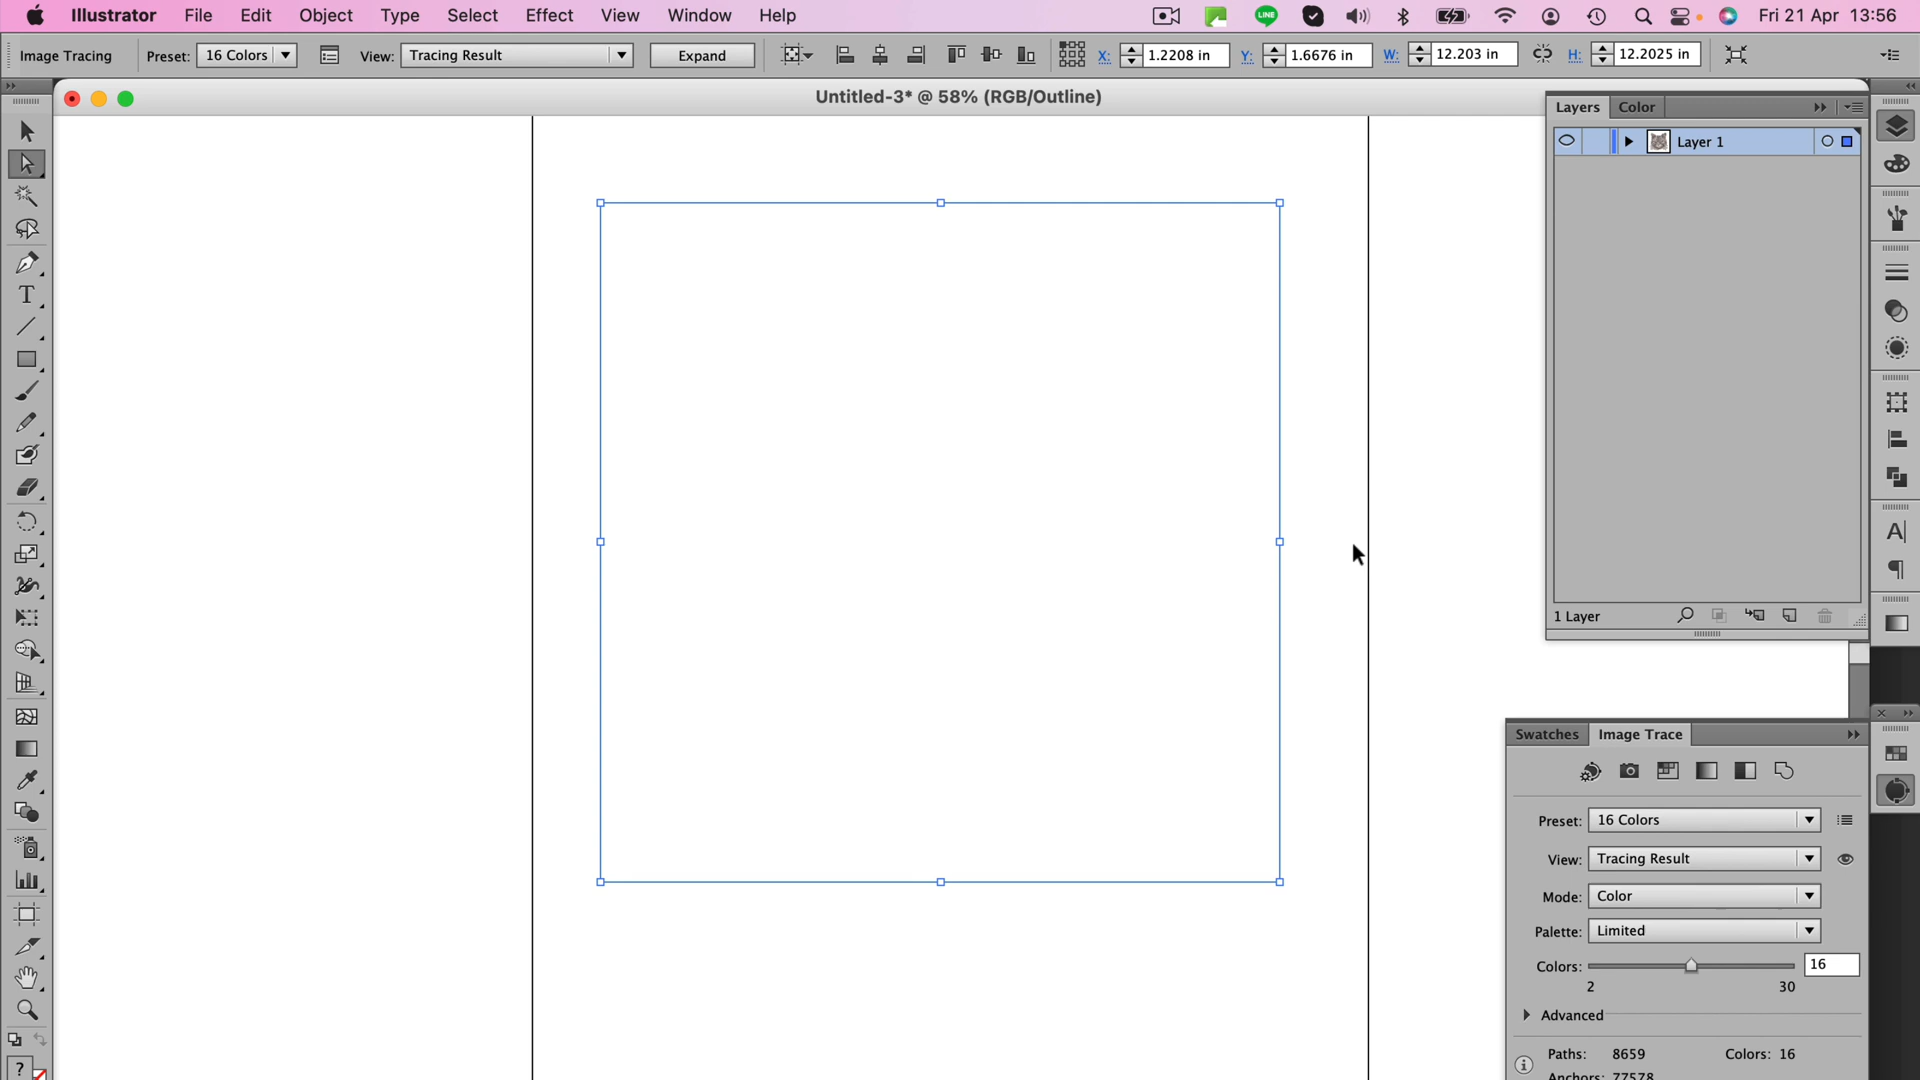 Illustrator File Edit Object Type Select Effect View Window Help LINE Fri 21 Apr 13:56
Image Tracing Preset: 16 Colors View: Tracing Result Expand X: 1.2208 in Y: 1.6676 in W: 12.203 in H: 12.2025 in
Untitled-3* @ 58% (RGB/Outline)
Layers Color
Layer 1
1 Layer
Swatches Image Trace
Preset: 16 Colors
View: Tracing Result
Mode: Color
Palette: Limited
Colors: 16
2 30
Advanced
Paths: 8659 Colors: 16
Anchors: 77578